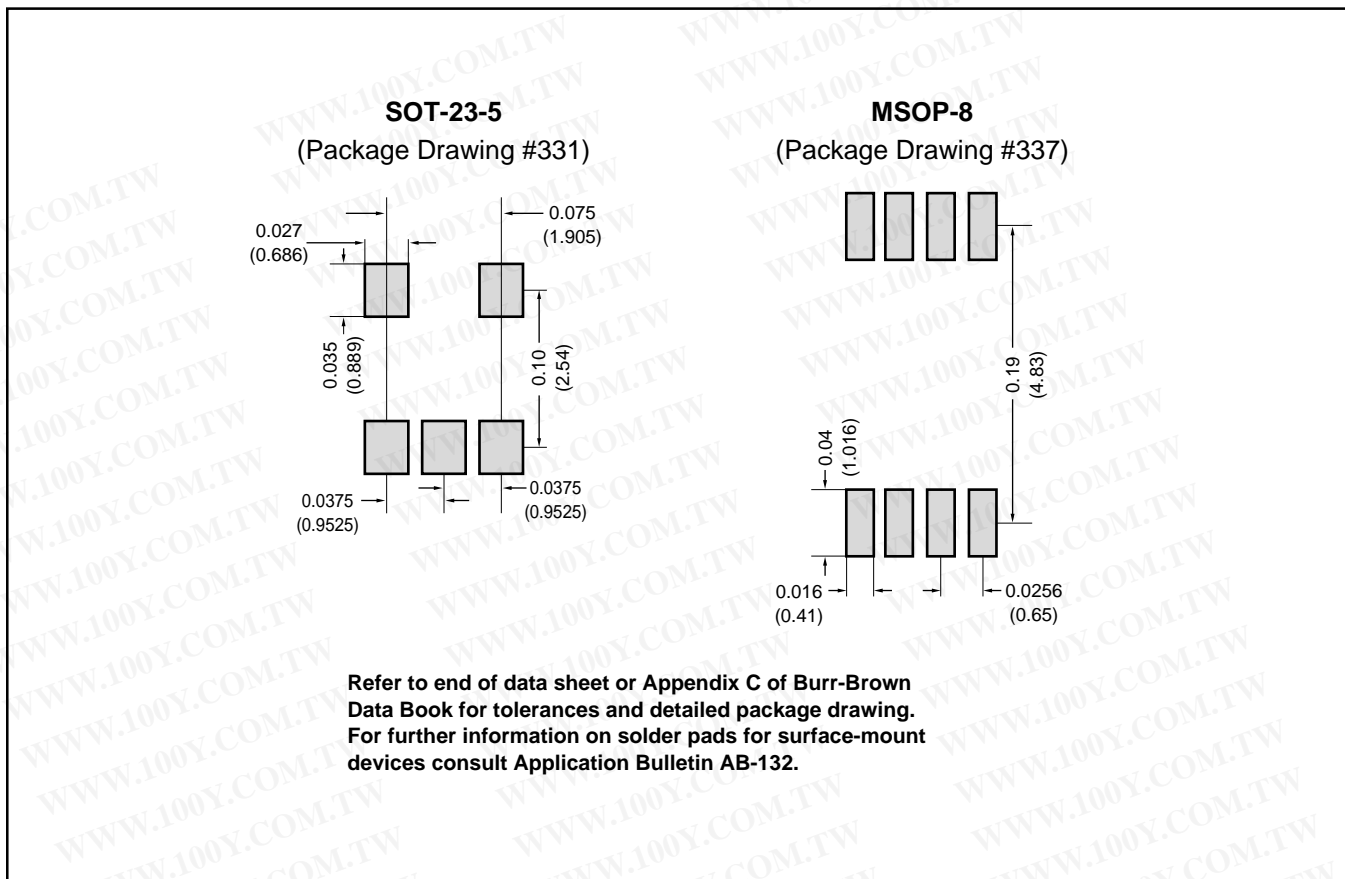 SOT-23-5
(Package Drawing #331)
0.027
(0.686)
0.075
(1.905)
0.035
(0.889)
0.10
(2.54)
0.0375
(0.9525)
0.0375
(0.9525)
MSOP-8
(Package Drawing #337)
0.19
(4.83)
0.04
(1.016)
0.016
(0.41)
0.0256
(0.65)
Refer to end of data sheet or Appendix C of Burr-Brown
Data Book for tolerances and detailed package drawing.
For further information on solder pads for surface-mount
devices consult Application Bulletin AB-132.
WWW.100Y.COM.TW